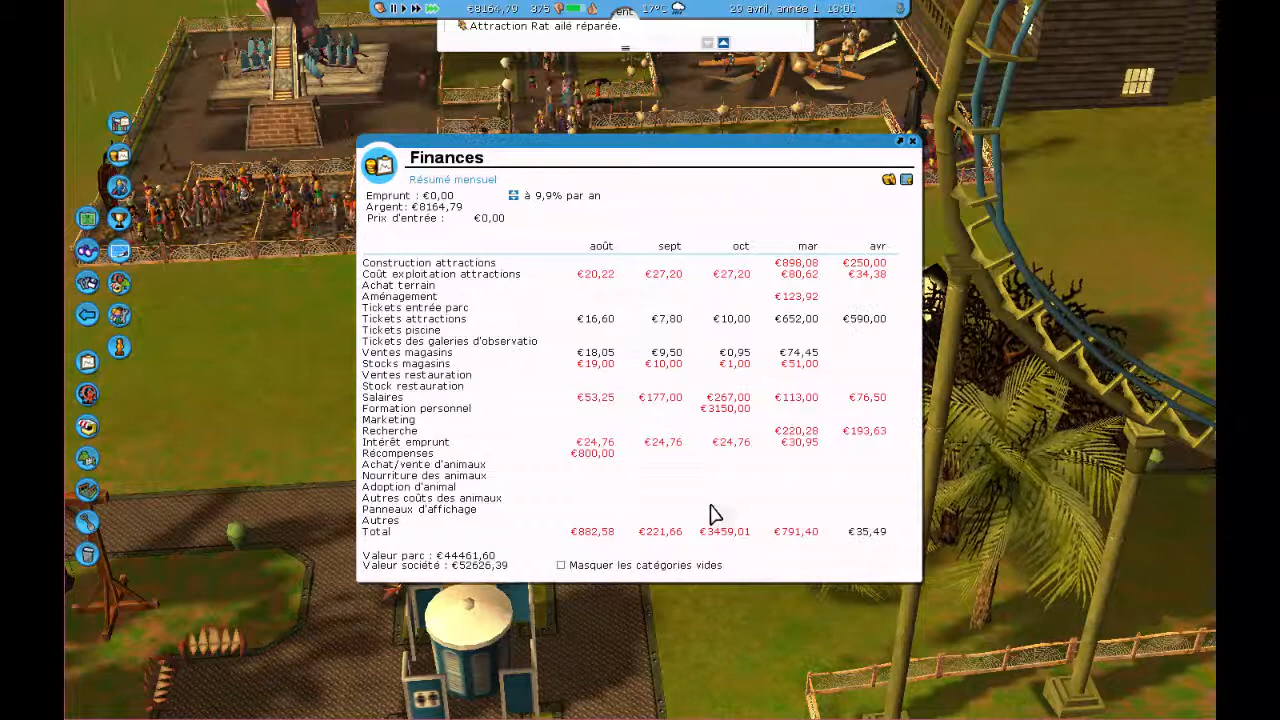 €8164,79 375 17°C 29 avril, année 1 19:01
Attraction Rat ailé réparée.
Finances
Résumé mensuel
Emprunt : €0,00 à 9,9% par an
Argent: €8164,79
Prix d'entrée : €0,00
août sept oct mar avr
Construction attractions €898,08 €250,00
Coût exploitation attractions €20,22 €27,20 €27,20 €80,62 €34,38
Achat terrain
Aménagement €123,92
Tickets entrée parc
Tickets attractions €16,60 €7,80 €10,00 €652,00 €590,00
Tickets piscine
Tickets des galeries d'observatio
Ventes magasins €18,05 €9,50 €0,95 €74,45
Stocks magasins €19,00 €10,00 €1,00 €51,00
Ventes restauration
Stock restauration
Salaires €53,25 €177,00 €267,00 €113,00 €76,50
Formation personnel €3150,00
Marketing
Recherche €220,28 €193,63
Intérêt emprunt €24,76 €24,76 €24,76 €30,95
Récompenses €800,00
Achat/vente d'animaux
Nourriture des animaux
Adoption d'animal
Autres coûts des animaux
Panneaux d'affichage
Autres
Total €882,58 €221,66 €3459,01 €791,40 €35,49
Valeur parc : €44461,60
Valeur société : €52626,39
Masquer les catégories vides